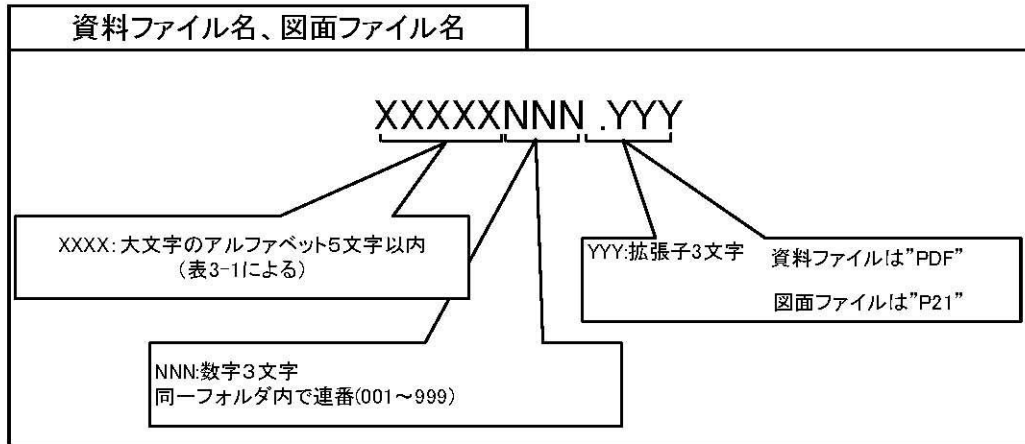 資料ファイル名、図面ファイル名
XXXXXNNN.YYY
XXXX:大文字のアルファベット5文字以内
(表3-1による)
YYY:拡張子3文字 資料ファイルは"PDF"
図面ファイルは"P21"
NNN:数字3文字
同一フォルダ内で連番(001～999)